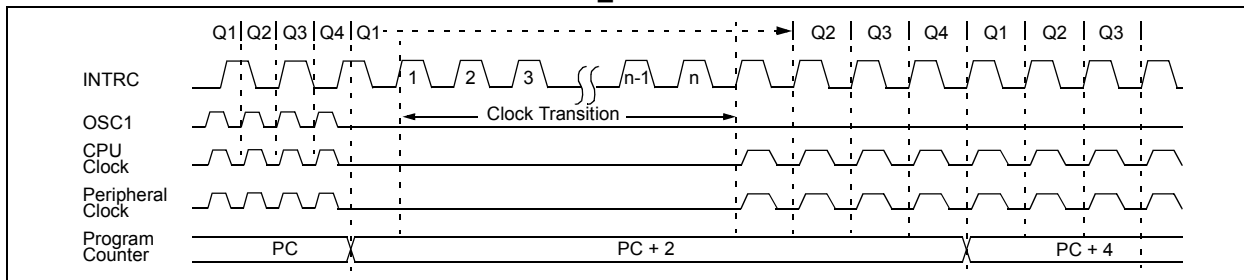 Q1 Q2 Q3 Q4 Q1 Q2 Q3 Q4 Q1 Q2 Q3
INTRC
1 2 3 n-1 n
Clock Transition
OSC1
CPU
Clock
Peripheral
Clock
Program
Counter
PC PC + 2 PC + 4